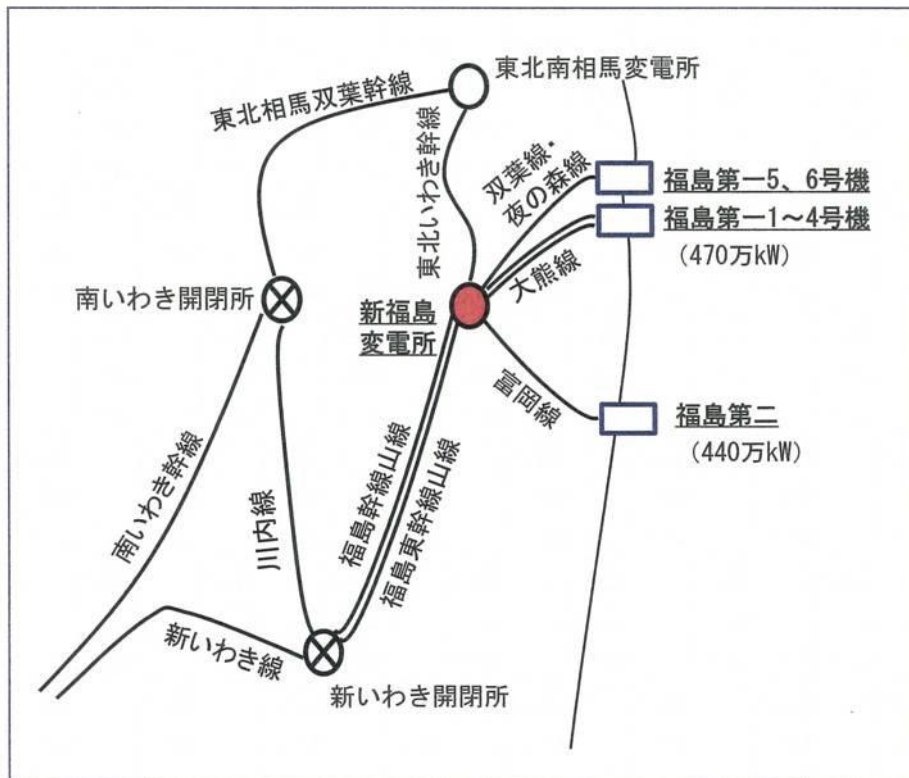 東北南相馬変電所
東北相馬双葉幹線
東北いわき幹線
双葉線・
夜の森線
福島第一5、6号機
福島第一1～4号機
(470万kW)
大熊線
南いわき開閉所
新福島
変電所
富岡線
福島第二
(440万kW)
南いわき幹線
川内線
福島幹線山線
福島東幹線山線
新いわき線
新いわき開閉所